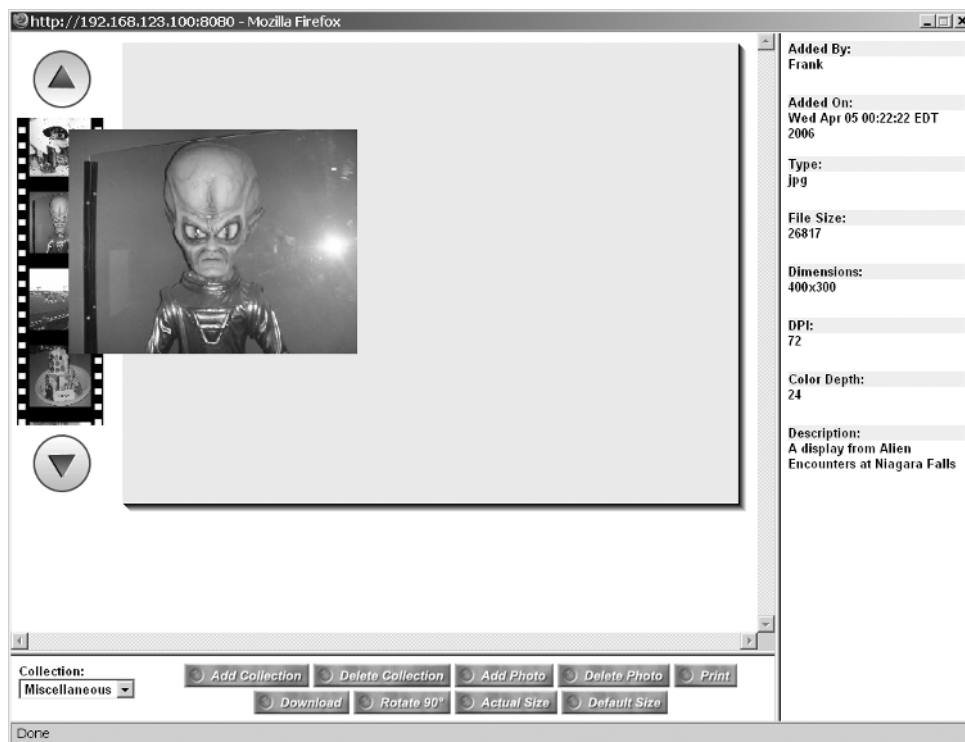 http://192.168.123.100:8080 - Mozilla Firefox
Added By:
Frank
Added On:
Wed Apr 05 00:22:22 EDT
2006
Type:
jpg
File Size:
26817
Dimensions:
400x300
DPI:
72
Color Depth:
24
Description:
A display from Alien
Encounters at Niagara Falls
Collection:
Miscellaneous
Add Collection Delete Collection Add Photo Delete Photo Print
Download Rotate 90° Actual Size Default Size
Done